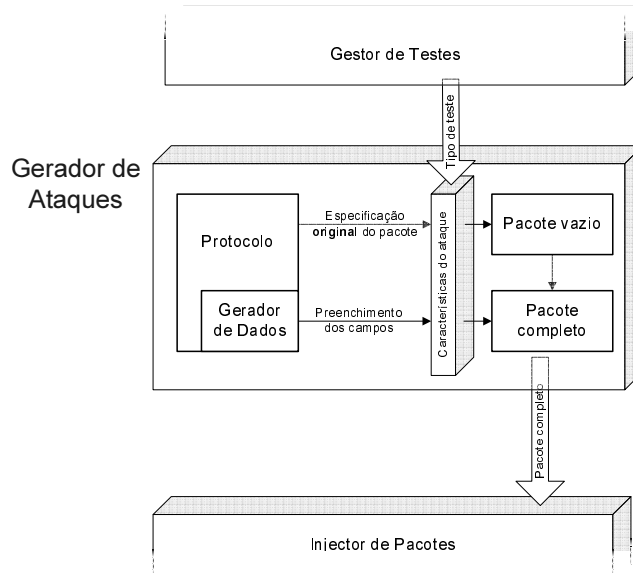 Gestor de Testes
Tipo de teste
Gerador de
Ataques
Protocolo
Especificação
original do pacote
Características do ataque
Pacote vazio
Gerador
de Dados
Preenchimento
dos campos
Pacote
completo
Pacote completo
Injector de Pacotes